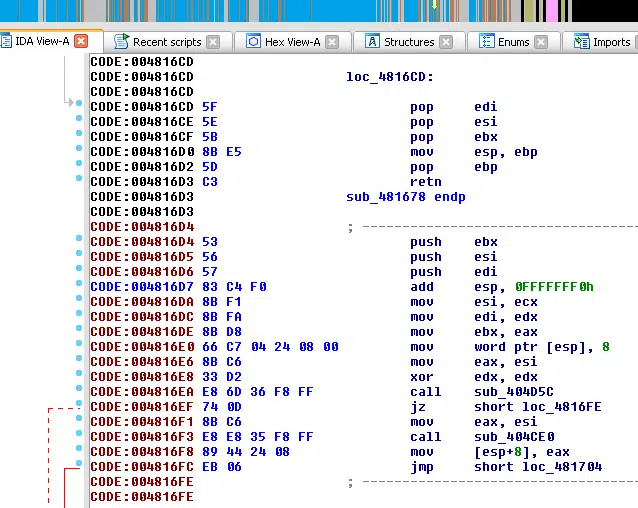 IDA View-A Recent scripts Hex View-A Structures Enums Imports
CODE:004816CD
CODE:004816CD loc_4816CD:
CODE:004816CD
CODE:004816CD 5F pop edi
CODE:004816CE 5E pop esi
CODE:004816CF 5B pop ebx
CODE:004816D0 8B E5 mov esp, ebp
CODE:004816D2 5D pop ebp
CODE:004816D3 C3 retn
CODE:004816D3 sub_481678 endp
CODE:004816D3
CODE:004816D4 ; ---------------------------------------
CODE:004816D4 53 push ebx
CODE:004816D5 56 push esi
CODE:004816D6 57 push edi
CODE:004816D7 83 C4 F0 add esp, 0FFFFFFF0h
CODE:004816DA 8B F1 mov esi, ecx
CODE:004816DC 8B FA mov edi, edx
CODE:004816DE 8B D8 mov ebx, eax
CODE:004816E0 66 C7 04 24 08 00 mov word ptr [esp], 8
CODE:004816E6 8B C6 mov eax, esi
CODE:004816E8 33 D2 xor edx, edx
CODE:004816EA E8 6D 36 F8 FF call sub_404D5C
CODE:004816EF 74 0D jz short loc_4816FE
CODE:004816F1 8B C6 mov eax, esi
CODE:004816F3 E8 E8 35 F8 FF call sub_404CE0
CODE:004816F8 89 44 24 08 mov [esp+8], eax
CODE:004816FC EB 06 jmp short loc_481704
CODE:004816FE ; ---------------------------------------
CODE:004816FE